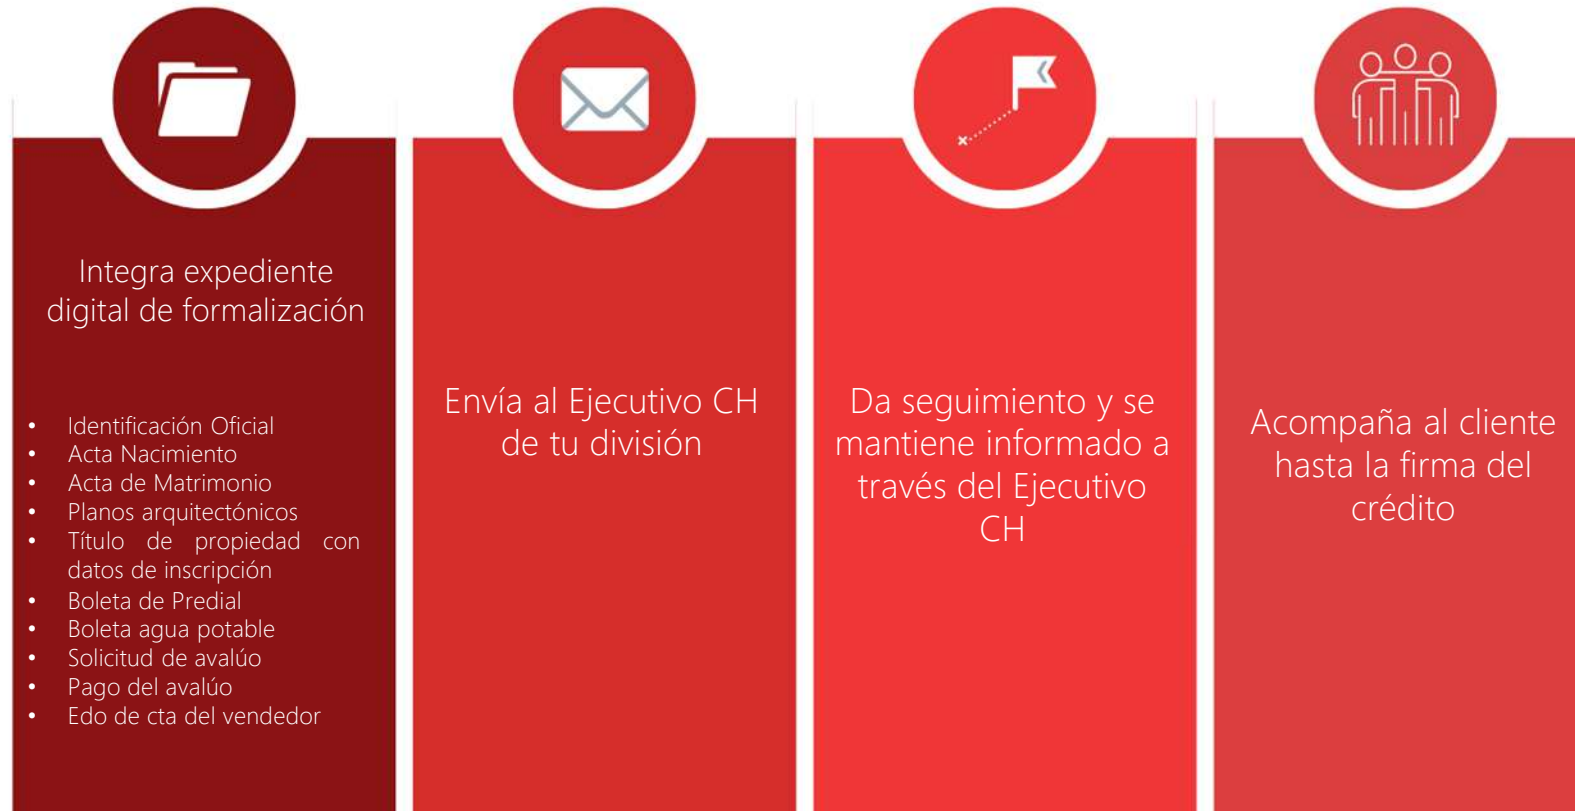 Integra expediente
digital de formalización
• Identificación Oficial
• Acta Nacimiento
• Acta de Matrimonio
• Planos arquitectónicos
• Título de propiedad con
datos de inscripción
• Boleta de Predial
• Boleta agua potable
• Solicitud de avalúo
• Pago del avalúo
• Edo de cta del vendedor
Envía al Ejecutivo CH
de tu división
Da seguimiento y se
mantiene informado a
través del Ejecutivo
CH
Acompaña al cliente
hasta la firma del
crédito